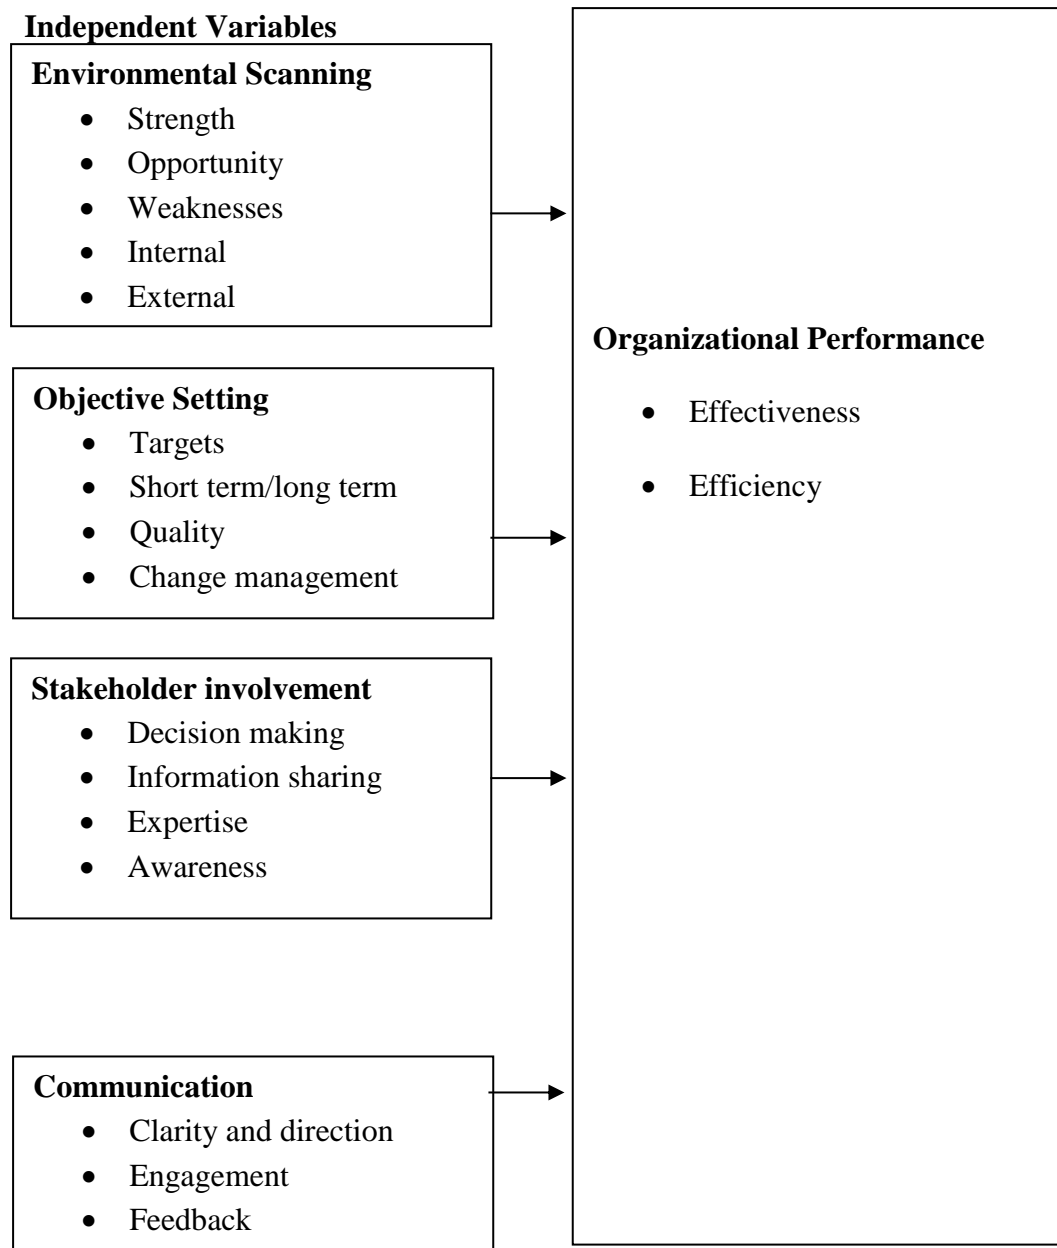 Independent Variables
Environmental Scanning
• Strength
• Opportunity
• Weaknesses
• Internal
• External
Objective Setting
• Targets
• Short term/long term
• Quality
• Change management
Stakeholder involvement
• Decision making
• Information sharing
• Expertise
• Awareness
Communication
• Clarity and direction
• Engagement
• Feedback
Organizational Performance
• Effectiveness
• Efficiency